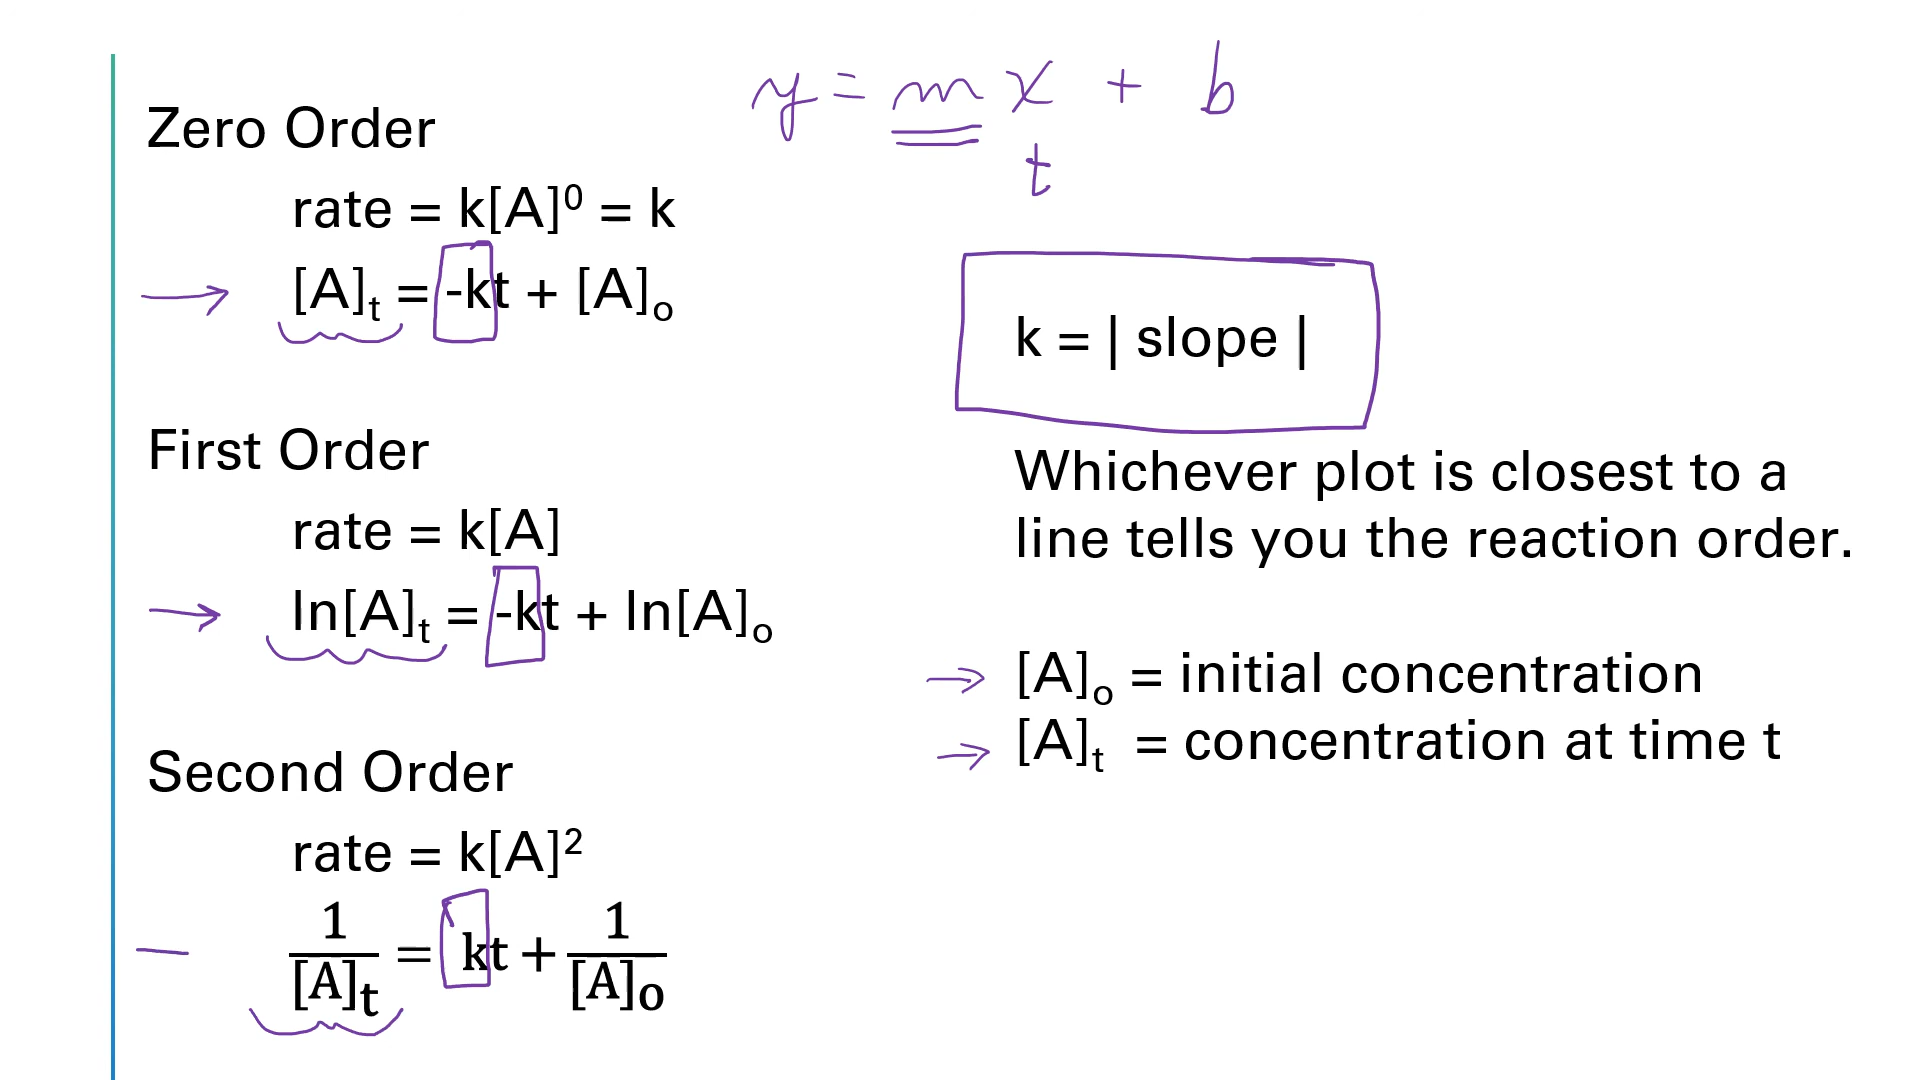 y = m x + b
t
Zero Order
rate = k[A]⁰ = k
[A]ₜ = -kt + [A]ₒ
First Order
rate = k[A]
ln[A]ₜ = -kt + ln[A]ₒ
Second Order
rate = k[A]²
1/[A]ₜ = kt + 1/[A]ₒ
k = | slope |
Whichever plot is closest to a
line tells you the reaction order.
[A]ₒ = initial concentration
[A]ₜ = concentration at time t